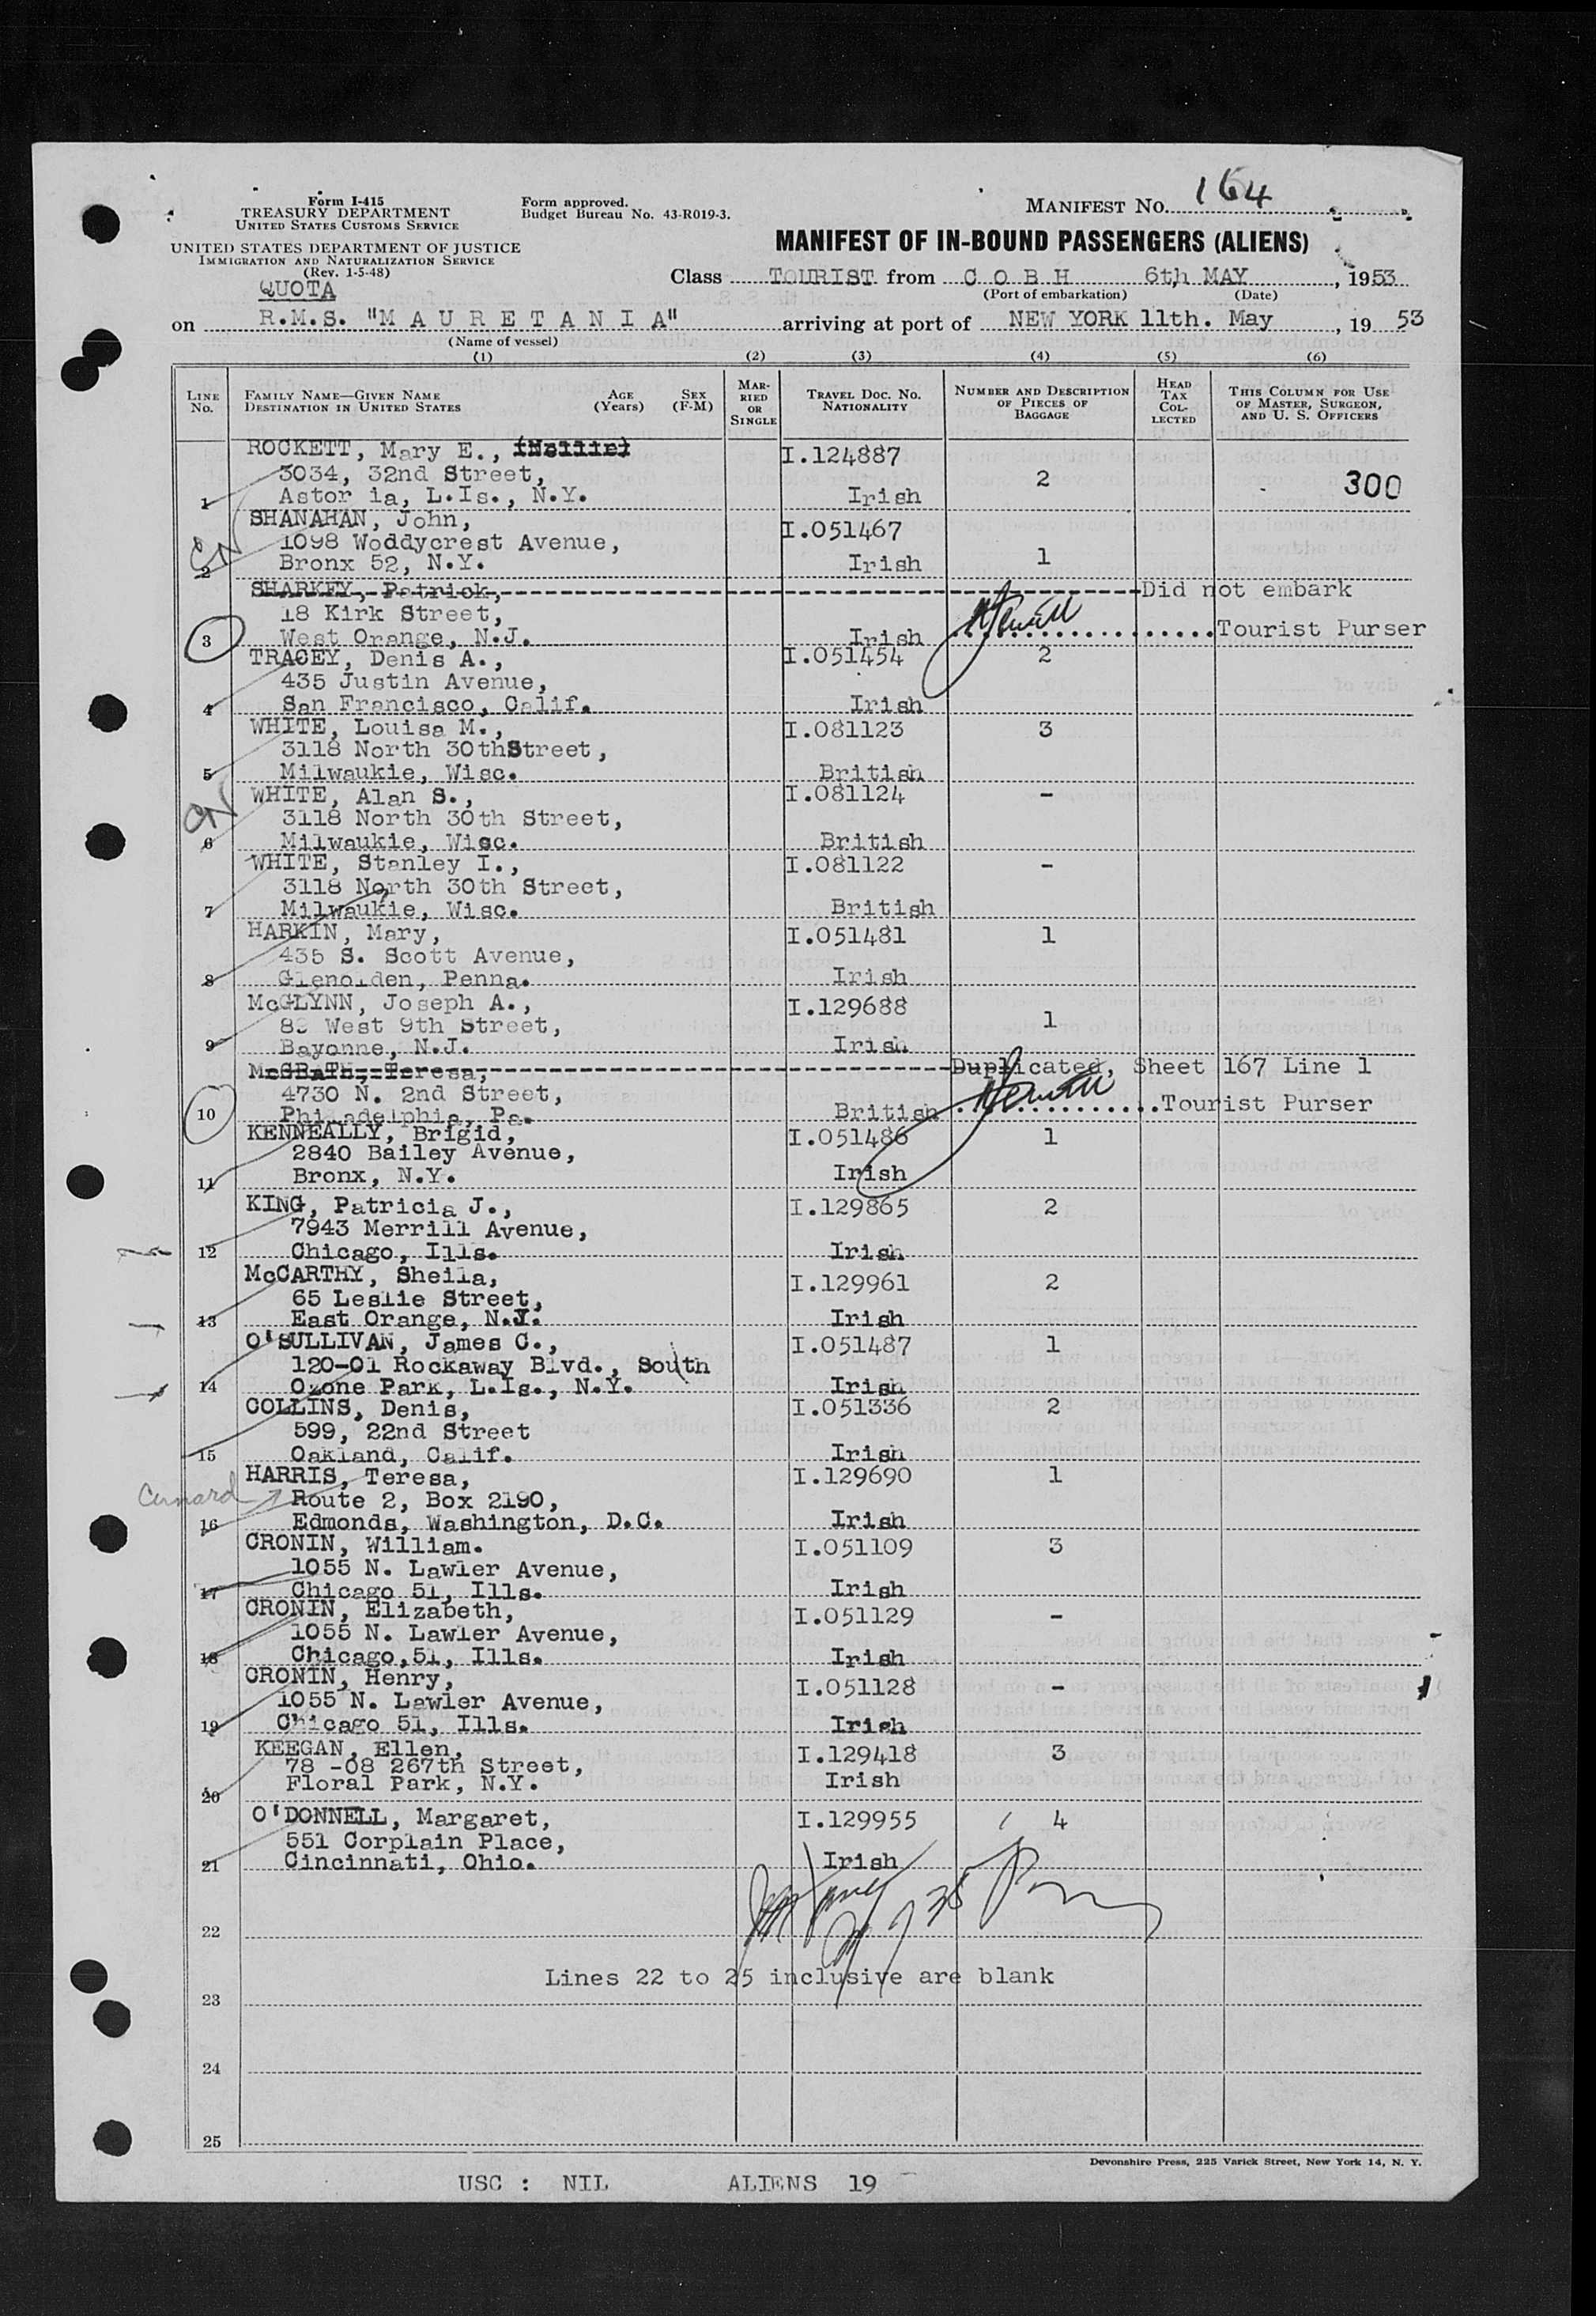 MANIFEST NO. 164
Form I-415
TREASURY DEPARTMENT
UNITED STATES CUSTOMS SERVICE
Form approved.
Budget Bureau No. 43-R019-3.
UNITED STATES DEPARTMENT OF JUSTICE
IMMIGRATION AND NATURALIZATION SERVICE
(Rev. 1-5-48)
MANIFEST OF IN-BOUND PASSENGERS (ALIENS)
QUOTA
Class TOURIST from C O B H 6th MAY, 1953
(Port of embarkation) (Date)
on R.M.S. "M A U R E T A N I A" arriving at port of NEW YORK 11th. May, 19 53
(Name of vessel)
(1) (2) (3) (4) (5) (6)
LINE No. FAMILY NAME—GIVEN NAME DESTINATION IN UNITED STATES AGE (Years) SEX (F-M) MARRIED OR SINGLE TRAVEL DOC. NO. NATIONALITY NUMBER AND DESCRIPTION OF PIECES OF BAGGAGE HEAD TAX COLLECTED THIS COLUMN FOR USE OF MASTER, SURGEON, AND U. S. OFFICERS
ROCKETT, Mary E., (Nellie) I.124887
3034, 32nd Street, 2 300
1 Astor ia, L.Is., N.Y. Irish
SHANAHAN, John, I.051467
1098 Woddycrest Avenue,
2 Bronx 52, N.Y. Irish 1
SHARKEY, Patrick, Did not embark
18 Kirk Street,
3 West Orange, N.J. Irish Tourist Purser
TRACEY, Denis A., I.051454 2
435 Justin Avenue,
4 San Francisco, Calif. Irish
WHITE, Louisa M., I.081123 3
3118 North 30thStreet,
5 Milwaukie, Wisc. British
WHITE, Alan S., I.081124 -
3118 North 30th Street,
6 Milwaukie, Wisc. British
WHITE, Stanley I., I.081122 -
3118 North 30th Street,
7 Milwaukie, Wisc. British
HARKIN, Mary, I.051481 1
435 S. Scott Avenue,
8 Glenolden, Penna. Irish
McGLYNN, Joseph A., I.129688
West 9th Street, 1
9 Bayonne, N.J. Irish
McGRATH, Teresa, Duplicated, Sheet 167 Line 1
4730 N. 2nd Street,
10 Philadelphia, Pa. British Tourist Purser
KENNEALLY, Brigid, I.051486 1
2840 Bailey Avenue,
11 Bronx, N.Y. Irish
KING, Patricia J., I.129865 2
7943 Merrill Avenue,
12 Chicago, Ills. Irish
McCARTHY, Sheila, I.129961 2
65 Leslie Street,
13 East Orange, N.J. Irish
O'SULLIVAN, James C., I.051487 1
120-01 Rockaway Blvd., South
14 Ozone Park, L.Is., N.Y. Irish
COLLINS, Denis, I.051336 2
599, 22nd Street
15 Oakland, Calif. Irish
HARRIS, Teresa, I.129690 1
Cunard Route 2, Box 2190,
16 Edmonds, Washington, D.C. Irish
CRONIN, William. I.051109 3
1055 N. Lawler Avenue,
17 Chicago 51, Ills. Irish
CRONIN, Elizabeth, I.051129 -
1055 N. Lawler Avenue,
18 Chicago,51, Ills. Irish
CRONIN, Henry, I.051128 -
1055 N. Lawler Avenue,
19 Chicago 51, Ills. Irish
KEEGAN, Ellen, I.129418 3
78 -08 267th Street,
20 Floral Park, N.Y. Irish
O'DONNELL, Margaret, I.129955 4
551 Corplain Place,
21 Cincinnati, Ohio. Irish
22
Lines 22 to 25 inclusive are blank
23
24
25
Devonshire Press, 225 Varick Street, New York 14, N. Y.
USC : NIL ALIENS 19